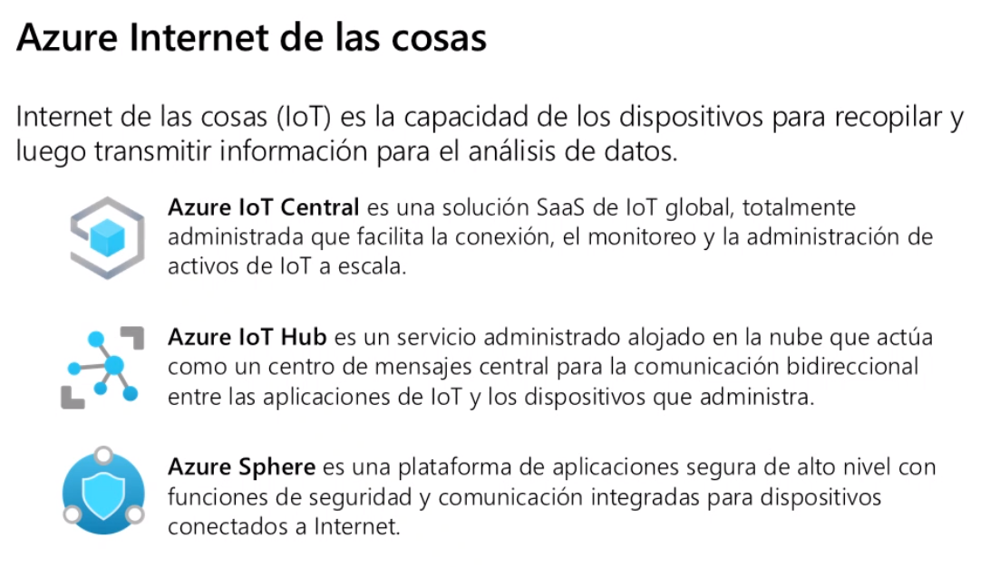 Azure Internet de las cosas
Internet de las cosas (IoT) es la capacidad de los dispositivos para recopilar y
luego transmitir información para el análisis de datos.
Azure IoT Central es una solución SaaS de IoT global, totalmente
administrada que facilita la conexión, el monitoreo y la administración de
activos de IoT a escala.
Azure IoT Hub es un servicio administrado alojado en la nube que actúa
como un centro de mensajes central para la comunicación bidireccional
entre las aplicaciones de IoT y los dispositivos que administra.
Azure Sphere es una plataforma de aplicaciones segura de alto nivel con
funciones de seguridad y comunicación integradas para dispositivos
conectados a Internet.